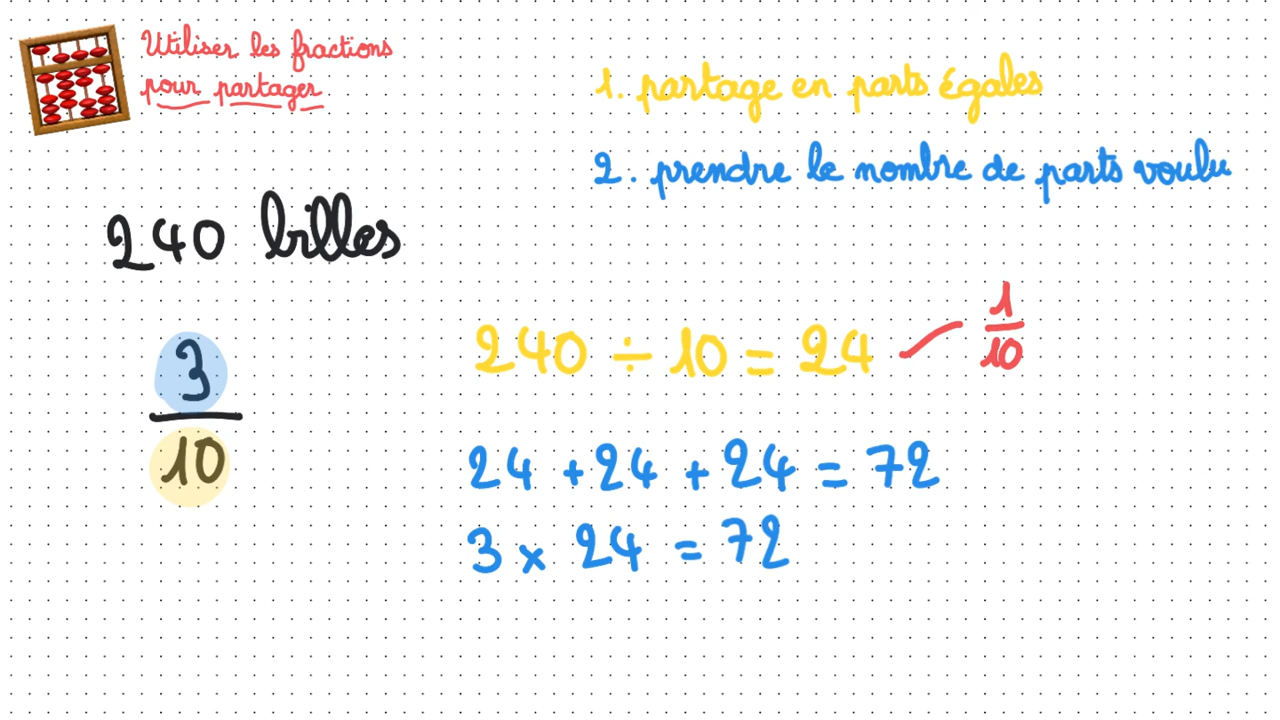 Utiliser les fractions
pour partager
1. partage en parts égales
2. prendre le nombre de parts voulu
240 billes
3
10
240 ÷ 10 = 24
1
10
24 + 24 + 24 = 72
3 x 24 = 72